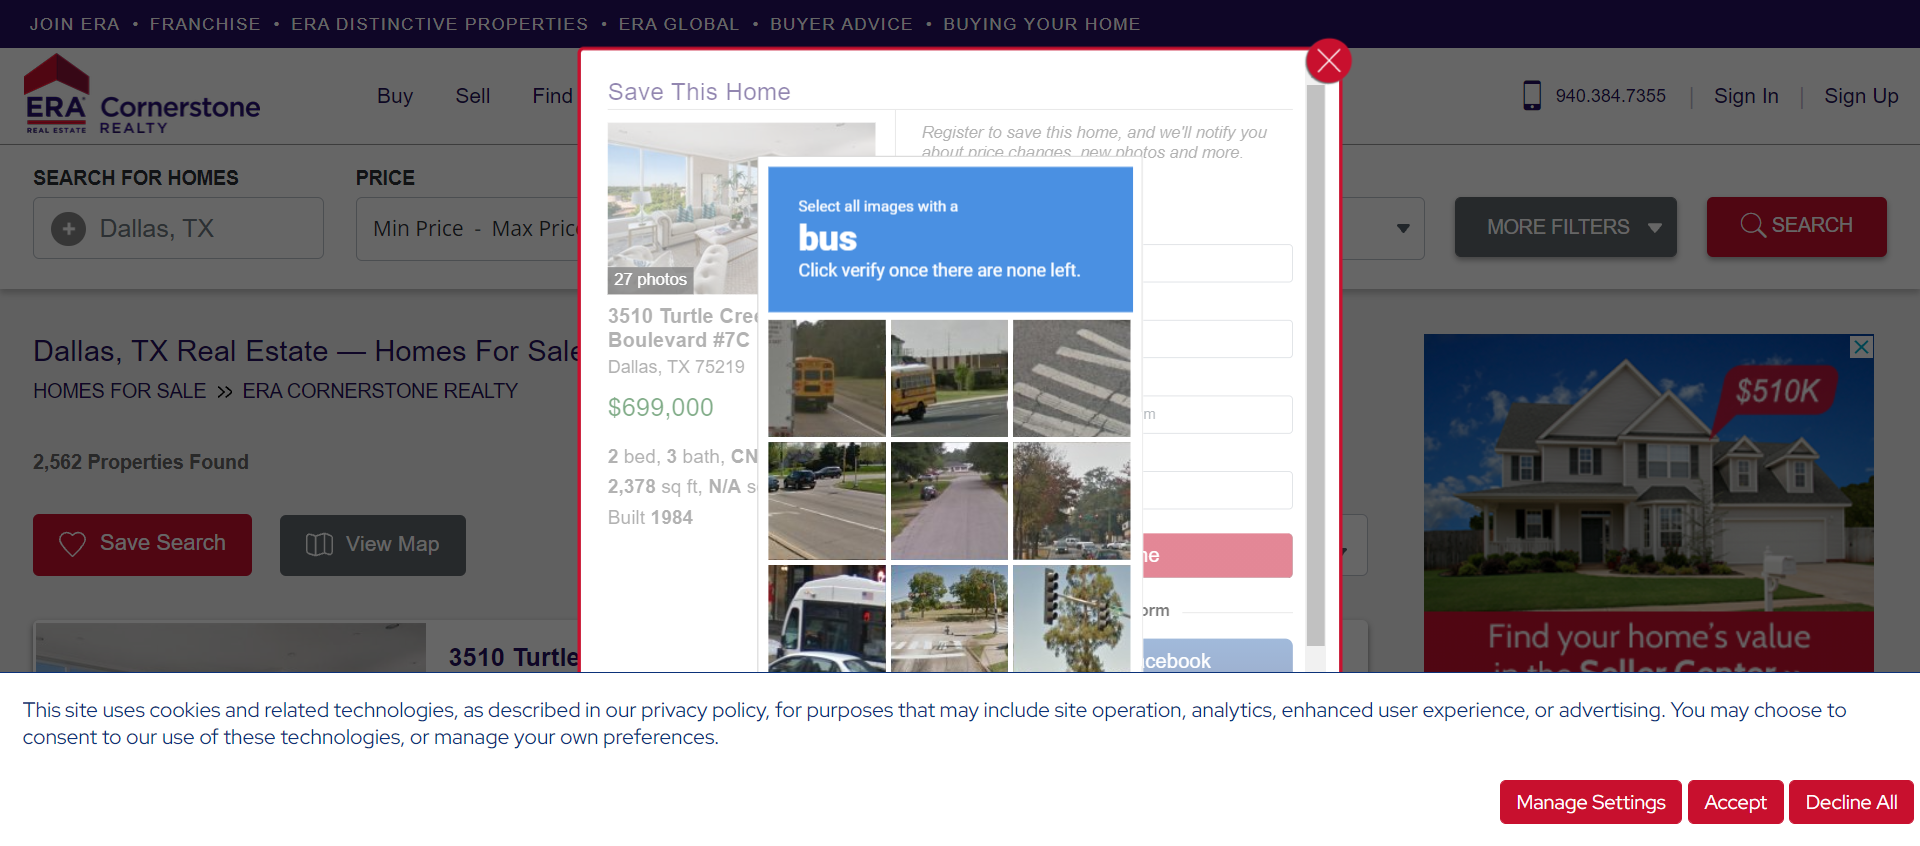 JOIN ERA • FRANCHISE • ERA DISTINCTIVE PROPERTIES • ERA GLOBAL • BUYER ADVICE • BUYING YOUR HOME
ERA
REAL ESTATE
Cornerstone
REALTY
Buy Sell Find
940.384.7355 | Sign In | Sign Up
SEARCH FOR HOMES
Dallas, TX
PRICE
Min Price - Max Price
MORE FILTERS
SEARCH
Dallas, TX Real Estate — Homes For Sale
HOMES FOR SALE » ERA CORNERSTONE REALTY
2,562 Properties Found
Save Search
View Map
3510 Turtle
Save This Home
27 photos
3510 Turtle Cree
Boulevard #7C
Dallas, TX 75219
$699,000
2 bed, 3 bath, CN
2,378 sq ft, N/A s
Built 1984
Register to save this home, and we'll notify you
about price changes, new photos and more.
Select all images with a
bus
Click verify once there are none left.
m
ne
orm
acebook
$510K
Find your home's value
in the Seller Center
This site uses cookies and related technologies, as described in our privacy policy, for purposes that may include site operation, analytics, enhanced user experience, or advertising. You may choose to
consent to our use of these technologies, or manage your own preferences.
Manage Settings
Accept
Decline All